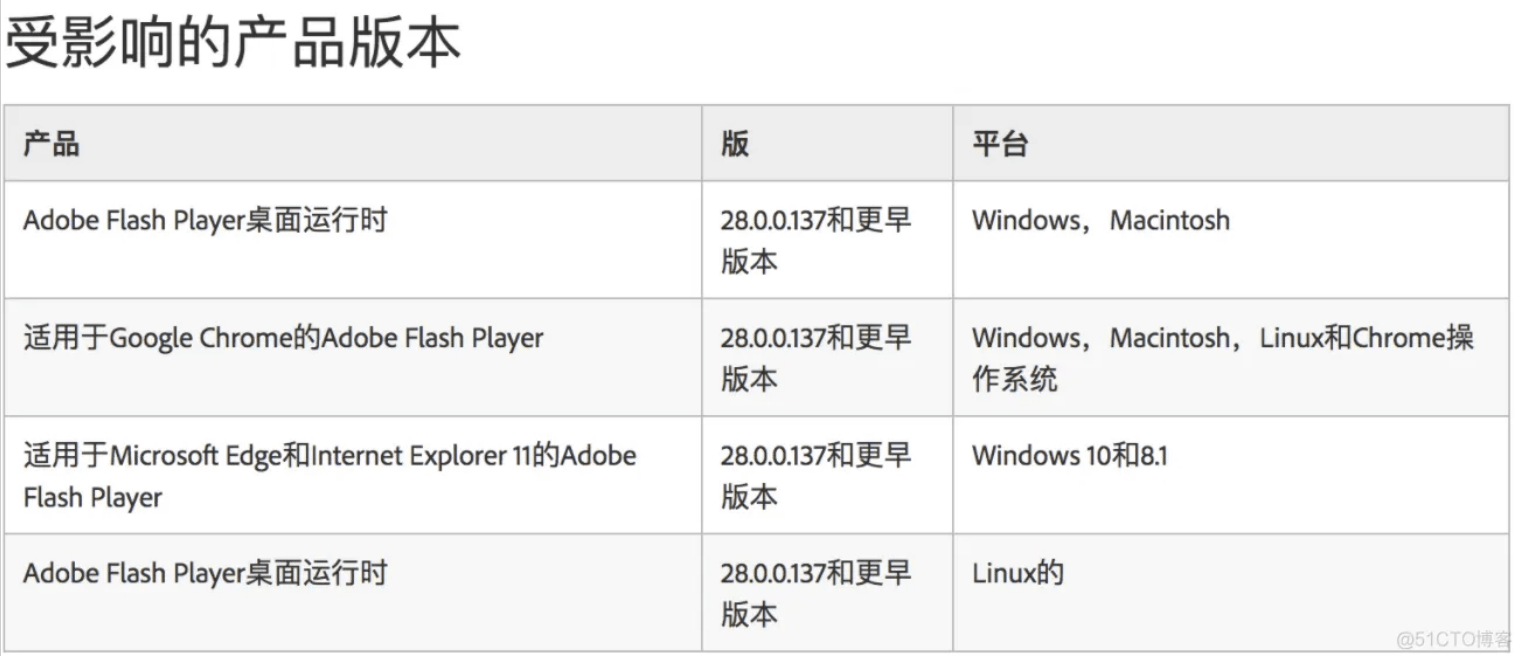 受影响的产品版本
产品 版 平台
Adobe Flash Player桌面运行时 28.0.0.137和更早 Windows，Macintosh
版本
适用于Google Chrome的Adobe Flash Player 28.0.0.137和更早 Windows，Macintosh，Linux和Chrome操
版本 作系统
适用于Microsoft Edge和Internet Explorer 11的Adobe 28.0.0.137和更早 Windows 10和8.1
Flash Player 版本
Adobe Flash Player桌面运行时 28.0.0.137和更早 Linux的
版本
@51CTO博客